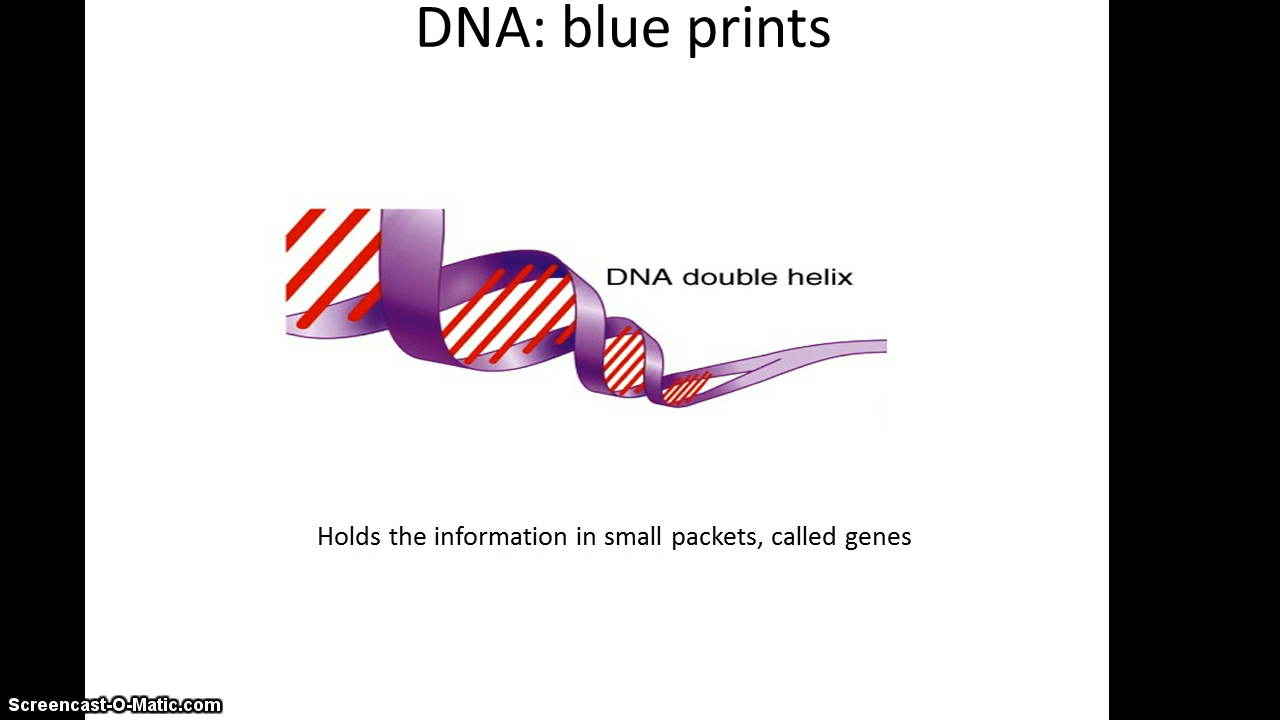 DNA: blue prints
DNA double helix
Holds the information in small packets, called genes
Screencast-O-Matic.com